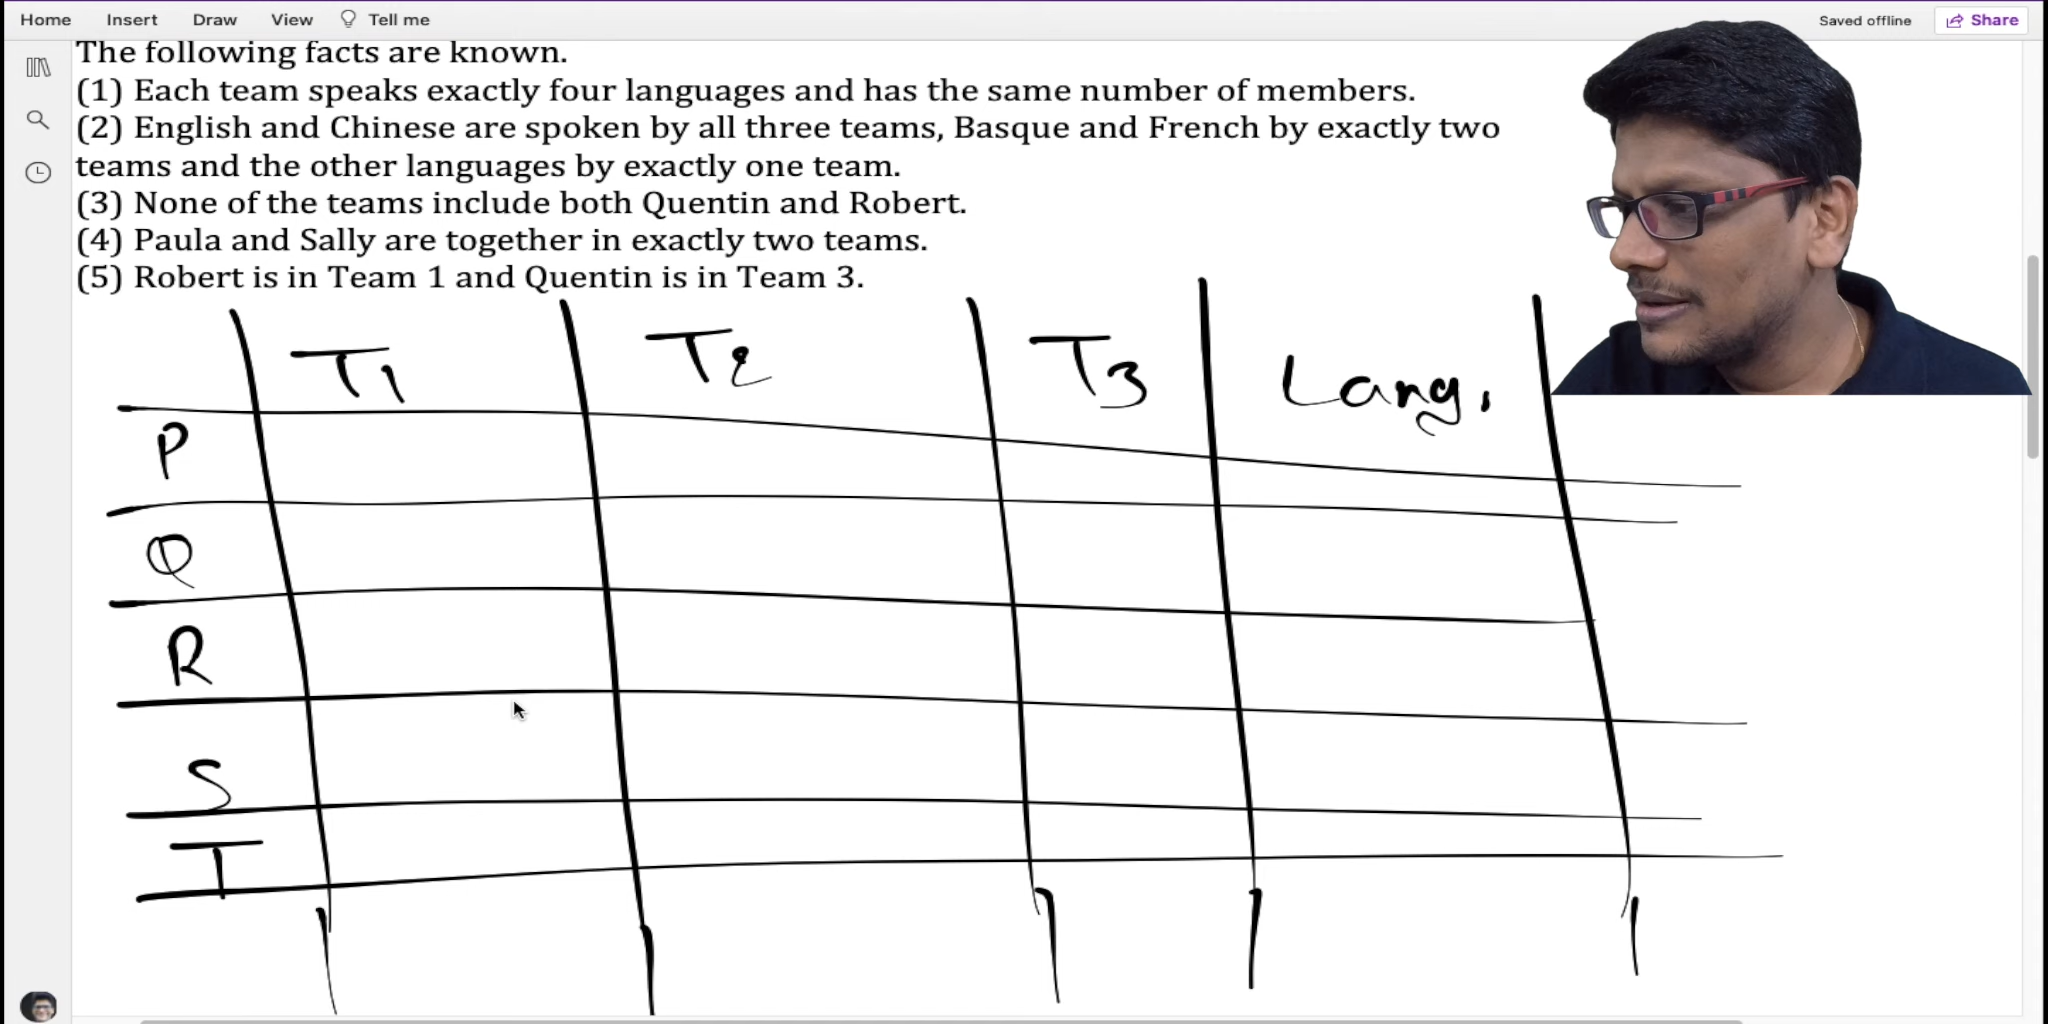 Home Insert Draw View Tell me Saved offline Share
The following facts are known.
(1) Each team speaks exactly four languages and has the same number of members.
(2) English and Chinese are spoken by all three teams, Basque and French by exactly two
teams and the other languages by exactly one team.
(3) None of the teams include both Quentin and Robert.
(4) Paula and Sally are together in exactly two teams.
(5) Robert is in Team 1 and Quentin is in Team 3.
T1 T2 T3 Lang.
P
Q
R
S
T